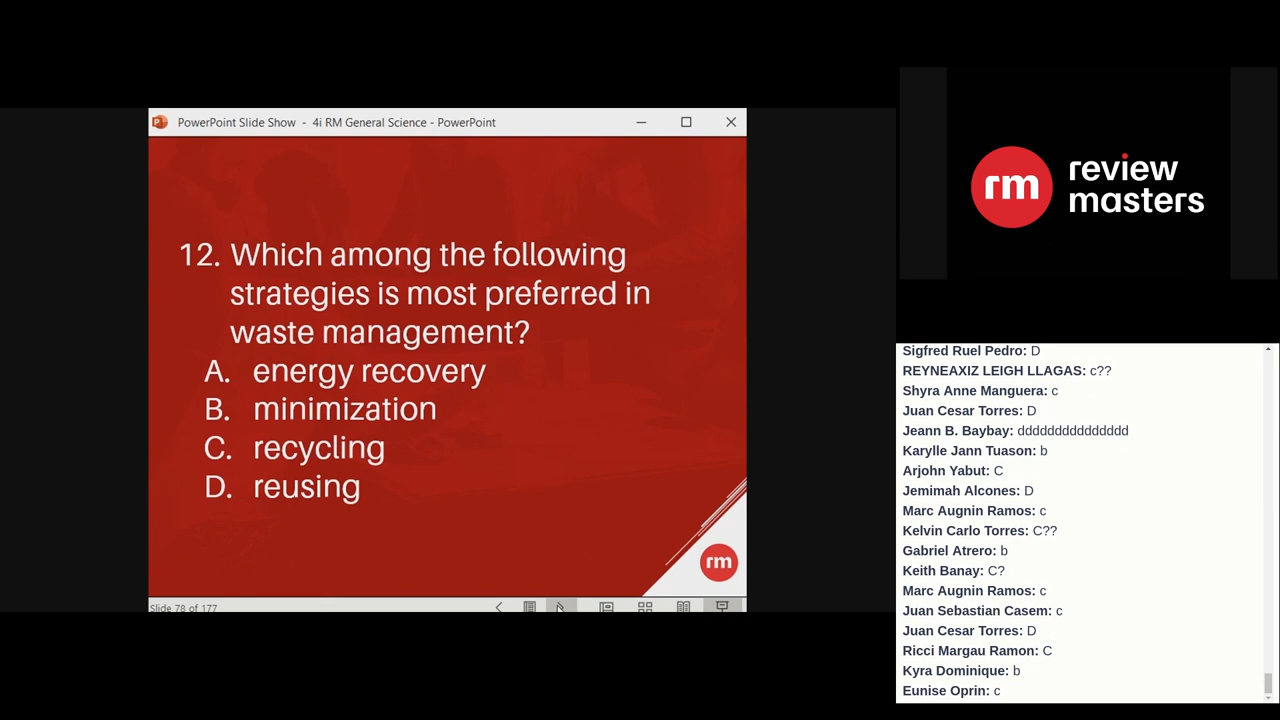 PowerPoint Slide Show - 4i RM General Science - PowerPoint
12. Which among the following
strategies is most preferred in
waste management?
A. energy recovery
B. minimization
C. recycling
D. reusing
rm
Slide 78 of 177
rm review
masters
Sigfred Ruel Pedro: D
REYNEAXIZ LEIGH LLAGAS: c??
Shyra Anne Manguera: c
Juan Cesar Torres: D
Jeann B. Baybay: ddddddddddddddd
Karylle Jann Tuason: b
Arjohn Yabut: C
Jemimah Alcones: D
Marc Augnin Ramos: c
Kelvin Carlo Torres: C??
Gabriel Atrero: b
Keith Banay: C?
Marc Augnin Ramos: c
Juan Sebastian Casem: c
Juan Cesar Torres: D
Ricci Margau Ramon: C
Kyra Dominique: b
Eunise Oprin: c